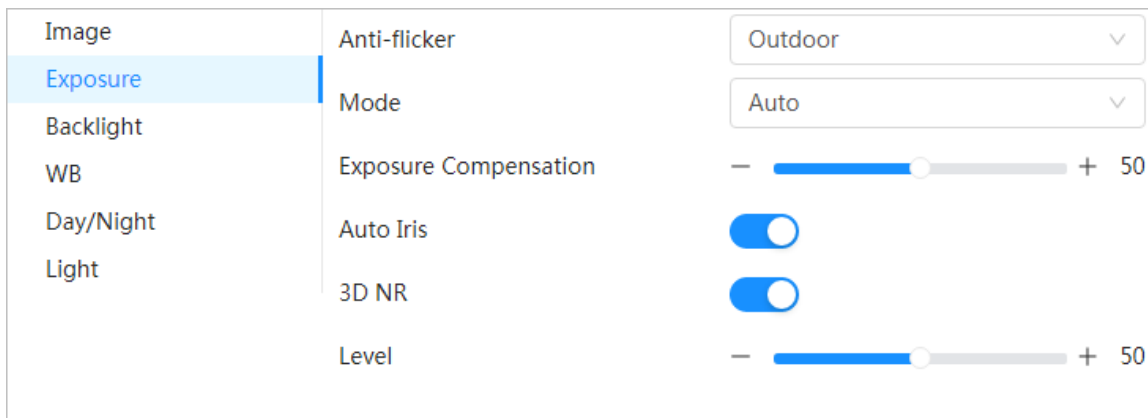 Image
Exposure
Backlight
WB
Day/Night
Light
Anti-flicker Outdoor
Mode Auto
Exposure Compensation − + 50
Auto Iris
3D NR
Level − + 50